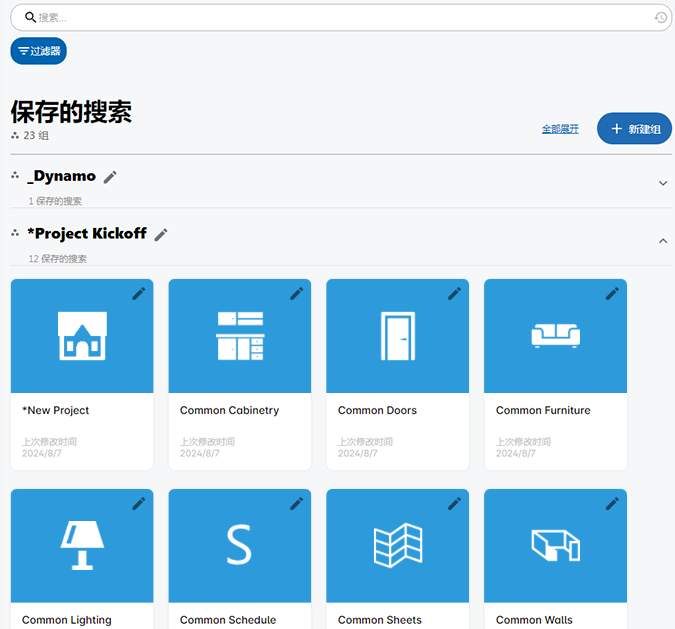 搜索...
过滤器
保存的搜索
23 组
全部展开
新建组
_Dynamo
1 保存的搜索
*Project Kickoff
12 保存的搜索
*New Project
上次修改时间
2024/8/7
Common Cabinetry
上次修改时间
2024/8/7
Common Doors
上次修改时间
2024/8/7
Common Furniture
上次修改时间
2024/8/7
S
Common Lighting
Common Schedule
Common Sheets
Common Walls